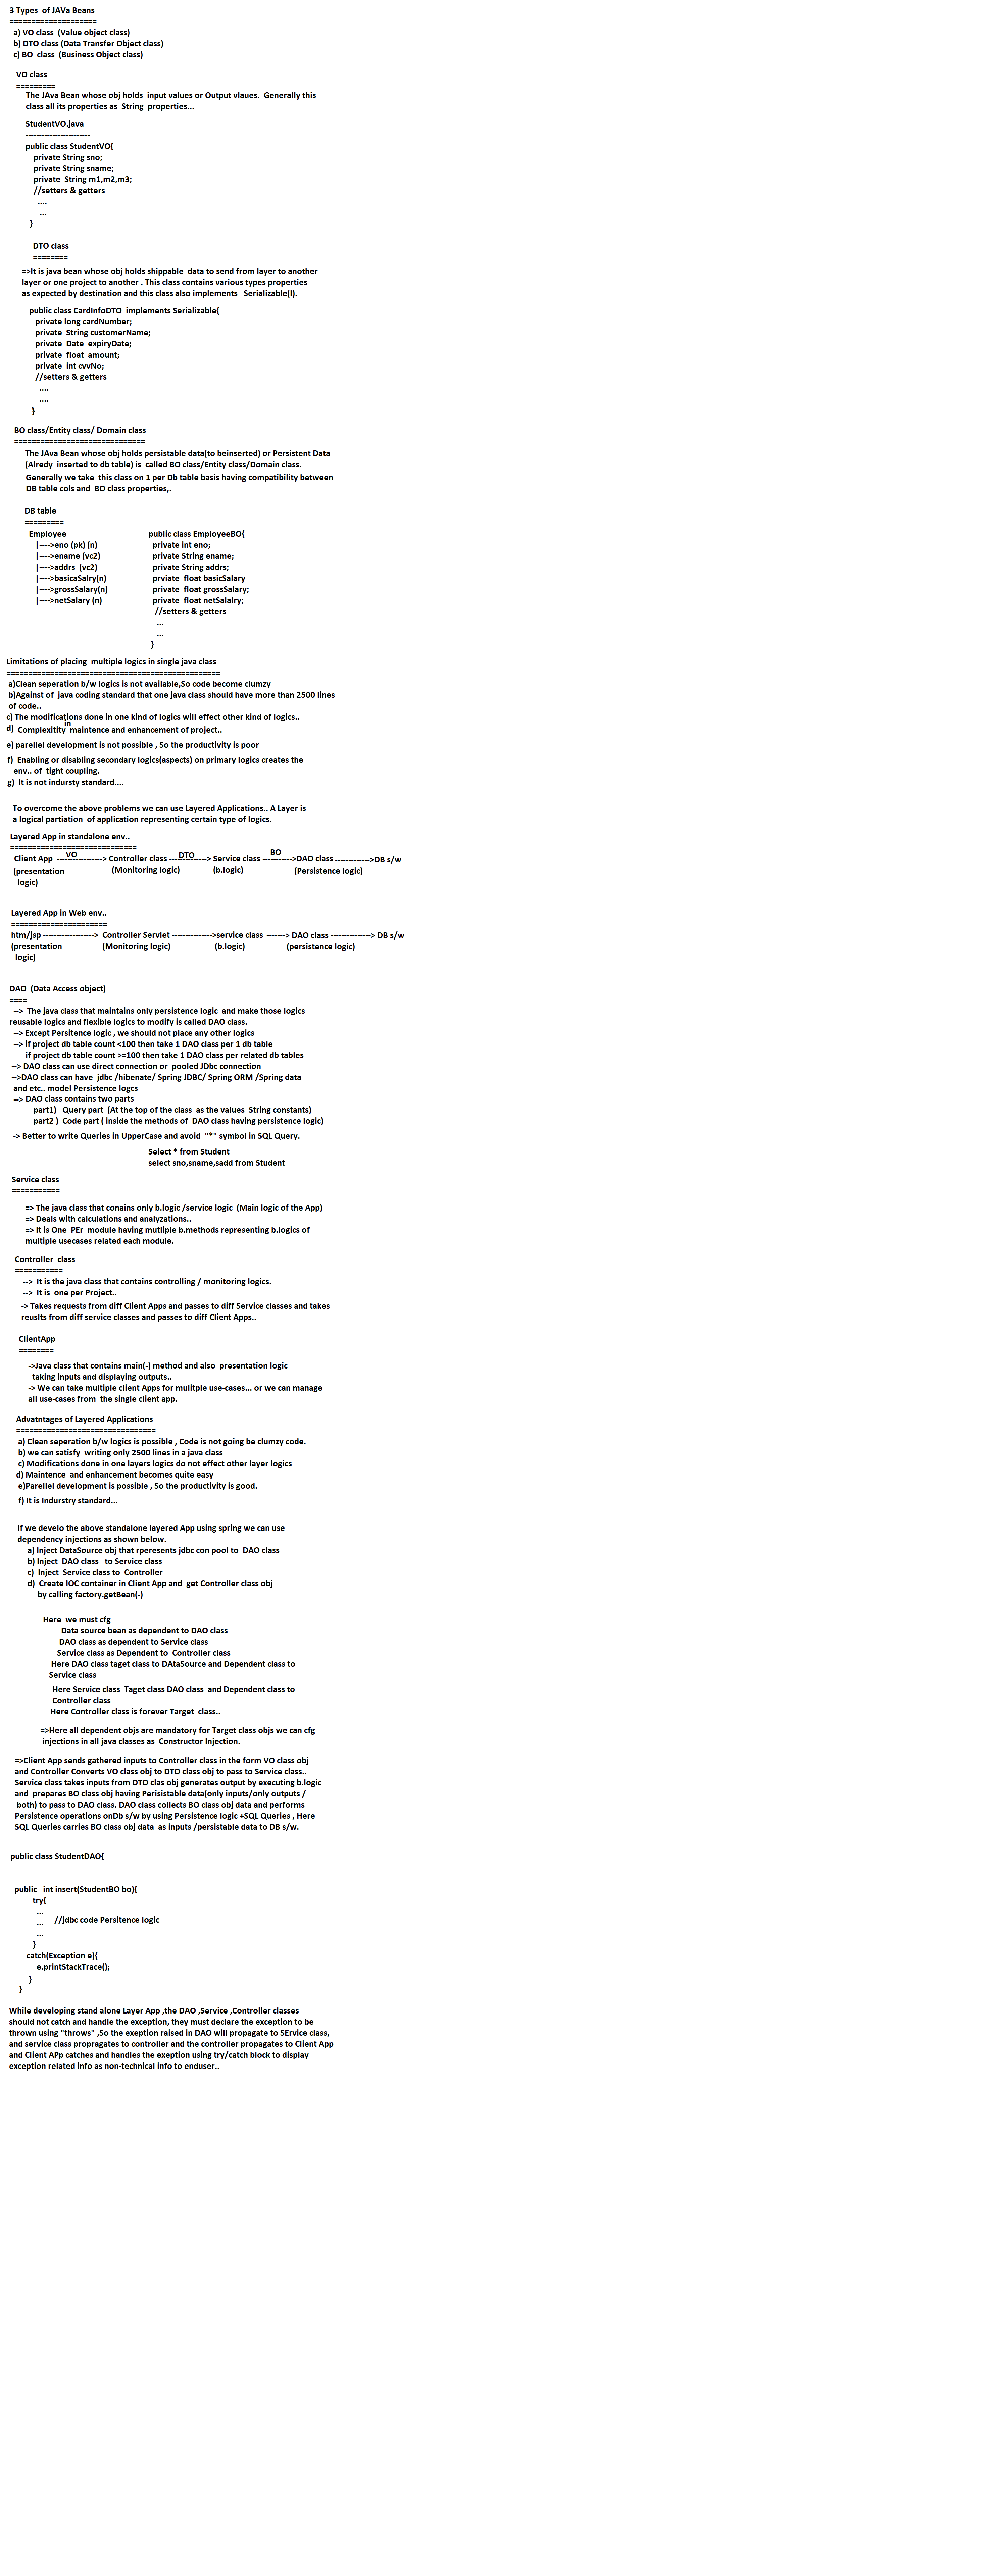 3 Types  of JAVa Beans
====================
a) VO class  (Value object class)
b) DTO class (Data Transfer Object class)
c) BO  class  (Business Object class)
VO class
=========
The JAva Bean whose obj holds  input values or Output vlaues.  Generally this
class all its properties as  String  properties...
StudentVO.java
------------------------
public class StudentVO{
private String sno;
private String sname;
private  String m1,m2,m3;
//setters & getters
....
...
}
DTO class
========
=>It is java bean whose obj holds shippable  data to send from layer to another
layer or one project to another . This class contains various types properties
as expected by destination and this class also implements   Serializable(I).
public class CardInfoDTO  implements Serializable{
private long cardNumber;
private  String customerName;
private  Date  expiryDate;
private  float  amount;
private  int cvvNo;
//setters & getters
....
....
}
BO class/Entity class/ Domain class
==============================
The JAva Bean whose obj holds persistable data(to beinserted) or Persistent Data
(Alredy  inserted to db table) is  called BO class/Entity class/Domain class.
Generally we take  this class on 1 per Db table basis having compatibility between
DB table cols and  BO class properties,.
DB table
=========
Employee
|---->eno (pk) (n)
|---->ename (vc2)
|---->addrs  (vc2)
|---->basicaSalry(n)
|---->grossSalary(n)
|---->netSalary (n)
public class EmployeeBO{
private int eno;
private String ename;
private String addrs;
prviate  float basicSalary
private  float grossSalary;
private  float netSalalry;
//setters & getters
...
...
}
Limitations of placing  multiple logics in single java class
=================================================
a)Clean seperation b/w logics is not available,So code become clumzy
b)Against of  java coding standard that one java class should have more than 2500 lines
of code..
c) The modifications done in one kind of logics will effect other kind of logics..
d)  Complexitity in maintence and enhancement of project..
e) parellel development is not possible , So the productivity is poor
f)  Enabling or disabling secondary logics(aspects) on primary logics creates the
env.. of  tight coupling.
g)  It is not indursty standard....
To overcome the above problems we can use Layered Applications.. A Layer is
a logical partiation  of application representing certain type of logics.
Layered App in standalone env..
=============================
VO DTO BO
Client App  -----------------> Controller class --------------> Service class ----------->DAO class ------------->DB s/w
(presentation logic) (Monitoring logic) (b.logic) (Persistence logic)
Layered App in Web env..
======================
htm/jsp -------------------> Controller Servlet --------------->service class -------> DAO class ---------------> DB s/w
(presentation logic) (Monitoring logic) (b.logic) (persistence logic)
DAO  (Data Access object)
====
-->  The java class that maintains only persistence logic  and make those logics
reusable logics and flexible logics to modify is called DAO class.
--> Except Persitence logic , we should not place any other logics
--> if project db table count <100 then take 1 DAO class per 1 db table
if project db table count >=100 then take 1 DAO class per related db tables
--> DAO class can use direct connection or  pooled JDbc connection
-->DAO class can have  jdbc /hibenate/ Spring JDBC/ Spring ORM /Spring data
and etc.. model Persistence logcs
--> DAO class contains two parts
part1)   Query part  (At the top of the class  as the values  String constants)
part2 )  Code part ( inside the methods of  DAO class having persistence logic)
-> Better to write Queries in UpperCase and avoid  "*" symbol in SQL Query.
Select * from Student
select sno,sname,sadd from Student
Service class
===========
=> The java class that conains only b.logic /service logic  (Main logic of the App)
=> Deals with calculations and analyzations..
=> It is One  PEr  module having mutliple b.methods representing b.logics of
multiple usecases related each module.
Controller  class
===========
-->  It is the java class that contains controlling / monitoring logics.
-->  It is  one per Project..
-> Takes requests from diff Client Apps and passes to diff Service classes and takes
reuslts from diff service classes and passes to diff Client Apps..
ClientApp
========
->Java class that contains main(-) method and also  presentation logic
taking inputs and displaying outputs..
-> We can take multiple client Apps for mulitple use-cases... or we can manage
all use-cases from  the single client app.
Advatntages of Layered Applications
================================
a) Clean seperation b/w logics is possible , Code is not going be clumzy code.
b) we can satisfy  writing only 2500 lines in a java class
c) Modifications done in one layers logics do not effect other layer logics
d) Maintence  and enhancement becomes quite easy
e)Parellel development is possible , So the productivity is good.
f) It is Indurstry standard...
If we develo the above standalone layered App using spring we can use
dependency injections as shown below.
a) Inject DataSource obj that rperesents jdbc con pool to  DAO class
b) Inject  DAO class   to Service class
c)  Inject  Service class to  Controller
d)  Create IOC container in Client App and  get Controller class obj
by calling factory.getBean(-)
Here  we must cfg
Data source bean as dependent to DAO class
DAO class as dependent to Service class
Service class as Dependent to  Controller class
Here DAO class taget class to DAtaSource and Dependent class to
Service class
Here Service class  Taget class DAO class  and Dependent class to
Controller class
Here Controller class is forever Target  class..
=>Here all dependent objs are mandatory for Target class objs we can cfg
injections in all java classes as  Constructor Injection.
=>Client App sends gathered inputs to Controller class in the form VO class obj
and Controller Converts VO class obj to DTO class obj to pass to Service class..
Service class takes inputs from DTO clas obj generates output by executing b.logic
and  prepares BO class obj having Perisistable data(only inputs/only outputs /
both) to pass to DAO class. DAO class collects BO class obj data and performs
Persistence operations onDb s/w by using Persistence logic +SQL Queries , Here
SQL Queries carries BO class obj data  as inputs /persistable data to DB s/w.
public class StudentDAO{
public   int insert(StudentBO bo){
try{
...
...     //jdbc code Persitence logic
...
}
catch(Exception e){
e.printStackTrace();
}
}
While developing stand alone Layer App ,the DAO ,Service ,Controller classes
should not catch and handle the exception, they must declare the exception to be
thrown using "throws" ,So the exeption raised in DAO will propagate to SErvice class,
and service class propragates to controller and the controller propagates to Client App
and Client APp catches and handles the exeption using try/catch block to display
exception related info as non-technical info to enduser..